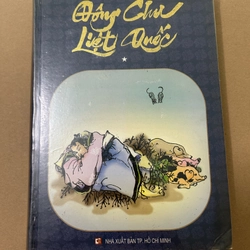 Đông Chu
Liệt Quốc
NHÀ XUẤT BẢN TP. HỒ CHÍ MINH